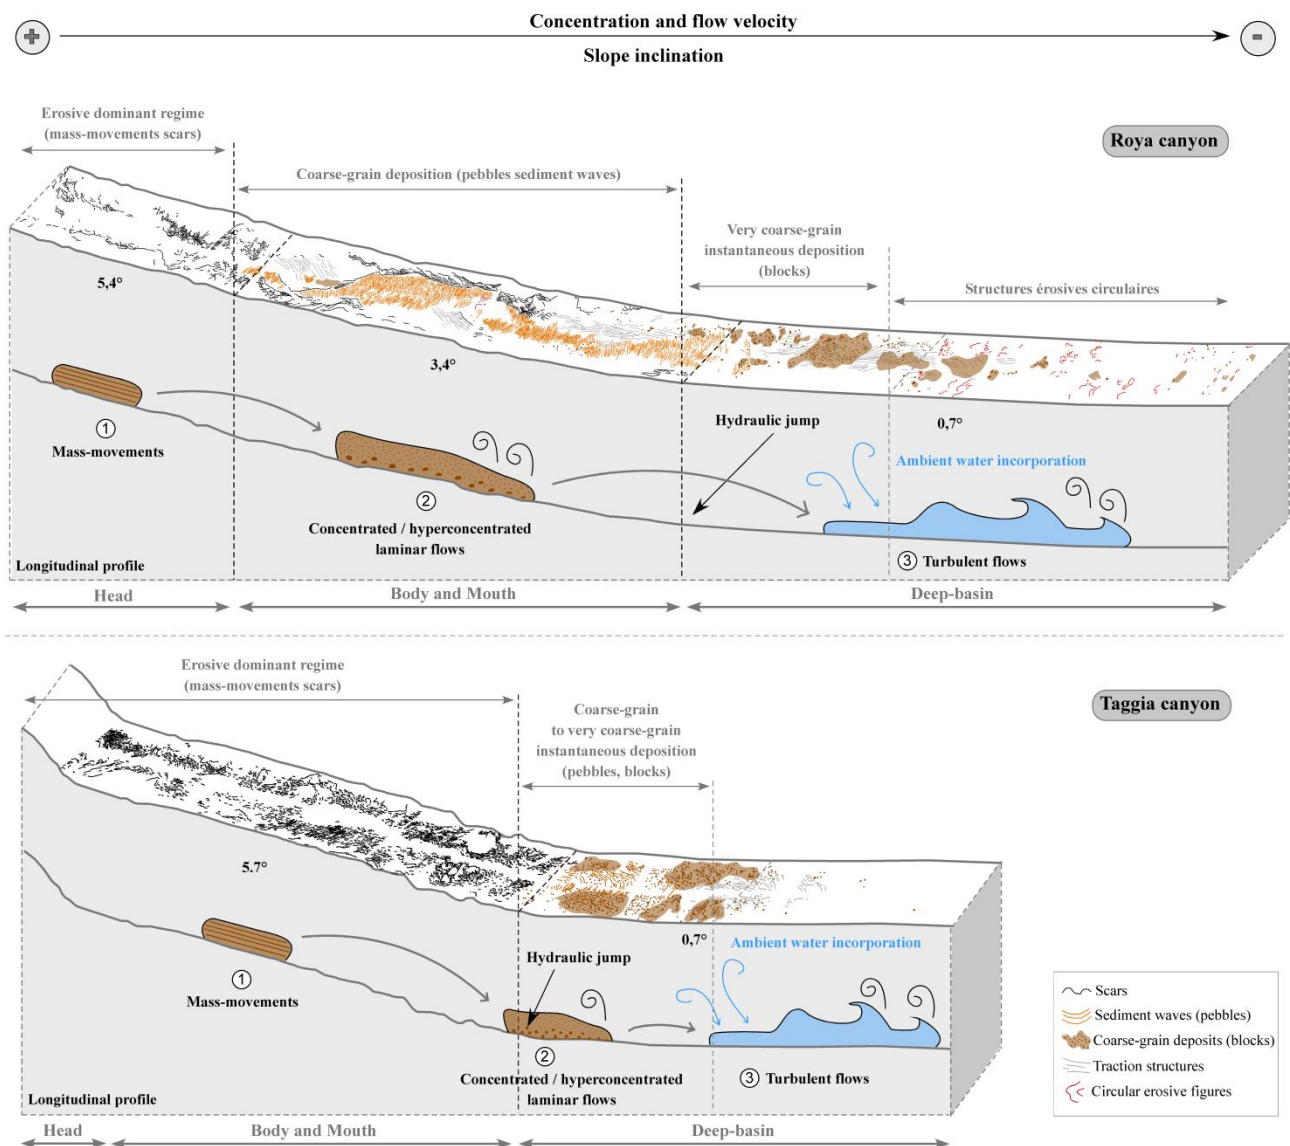 Concentration and flow velocity
+
-
Slope inclination
Erosive dominant regime
(mass-movements scars)
Roya canyon
Coarse-grain deposition (pebbles sediment waves)
Very coarse-grain
instantaneous deposition
(blocks)
Structures érosives circulaires
5,4°
3,4°
0,7°
Hydraulic jump
1
Mass-movements
Ambient water incorporation
2
Concentrated / hyperconcentrated
laminar flows
3 Turbulent flows
Longitudinal profile
Head
Body and Mouth
Deep-basin
Erosive dominant regime
(mass-movements scars)
Taggia canyon
Coarse-grain
to very coarse-grain
instantaneous deposition
(pebbles, blocks)
5.7°
0,7°
Ambient water incorporation
Hydraulic jump
1
Mass-movements
2
Concentrated / hyperconcentrated
laminar flows
3 Turbulent flows
Longitudinal profile
Head
Body and Mouth
Deep-basin
Scars
Sediment waves (pebbles)
Coarse-grain deposits (blocks)
Traction structures
Circular erosive figures